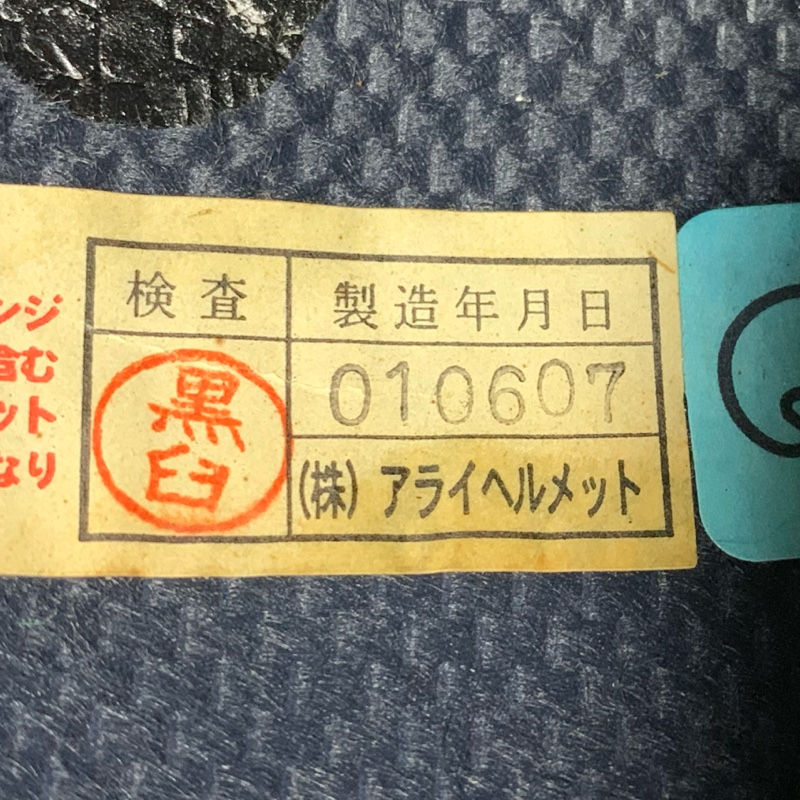 ンジ
含む
ット
なり
検査
製造年月日
黒臼
010607
(株) アライヘルメット